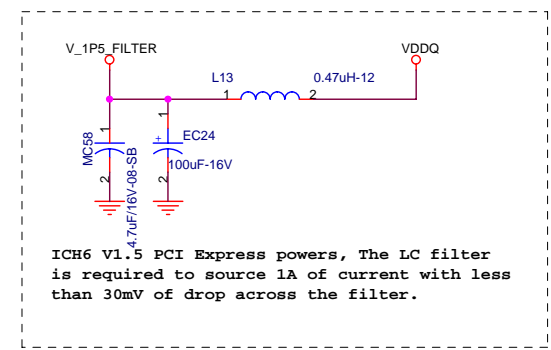 V_1P5_FILTER
VDDQ
L13
0.47uH-12
1
2
1
1
MC58
EC24
+
100uF-16V
2
2
4.7uF/16V-08-SB
ICH6 V1.5 PCI Express powers, The LC filter
is required to source 1A of current with less
than 30mV of drop across the filter.